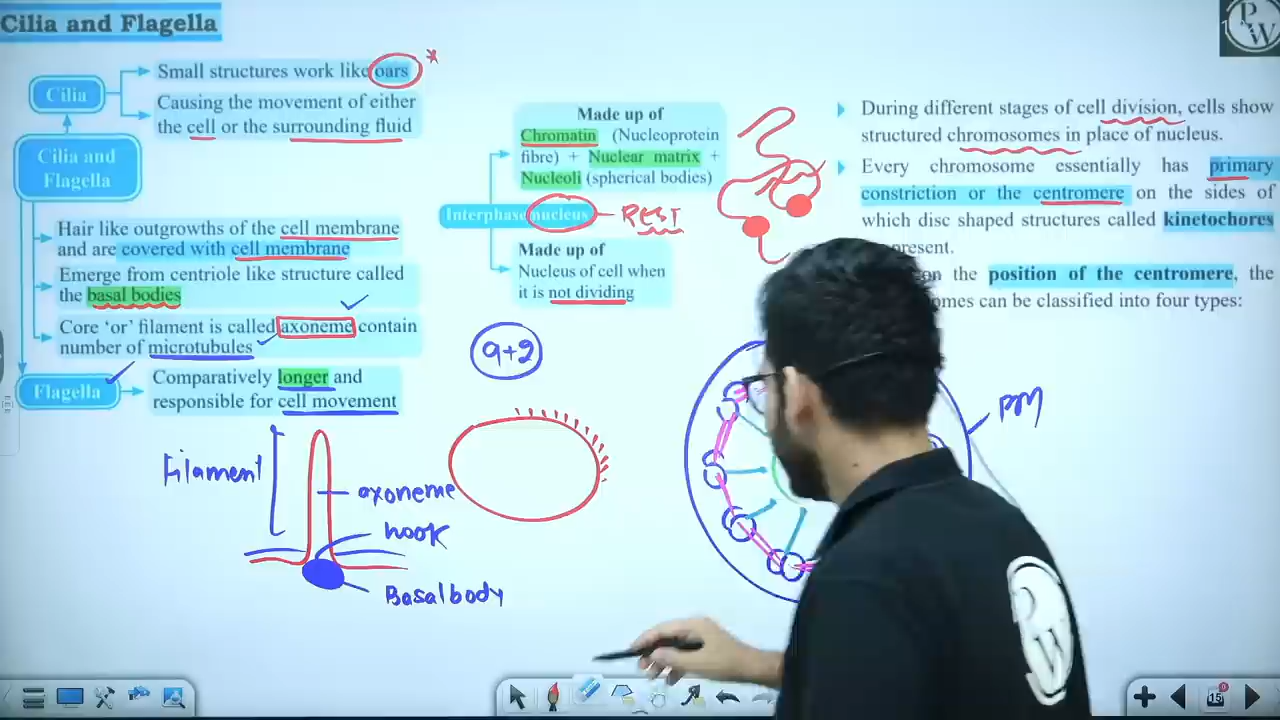 Cilia and Flagella
PW
Cilia
Small structures work like oars *
Causing the movement of either
the cell or the surrounding fluid
Cilia and
Flagella
Hair like outgrowths of the cell membrane
and are covered with cell membrane
Emerge from centriole like structure called
the basal bodies
Core ‘or’ filament is called axoneme contain
number of microtubules
Flagella
Comparatively longer and
responsible for cell movement
Filament
axoneme
hook
Basalbody
Made up of
Chromatin (Nucleoprotein
fibre) + Nuclear matrix +
Nucleoli (spherical bodies)
Interphase nucleus
REST
Made up of
Nucleus of cell when
it is not dividing
9+2
During different stages of cell division, cells show
structured chromosomes in place of nucleus.
Every chromosome essentially has primary
constriction or the centromere on the sides of
which disc shaped structures called kinetochores
present.
on the position of the centromere, the
omes can be classified into four types:
PM
PW
15